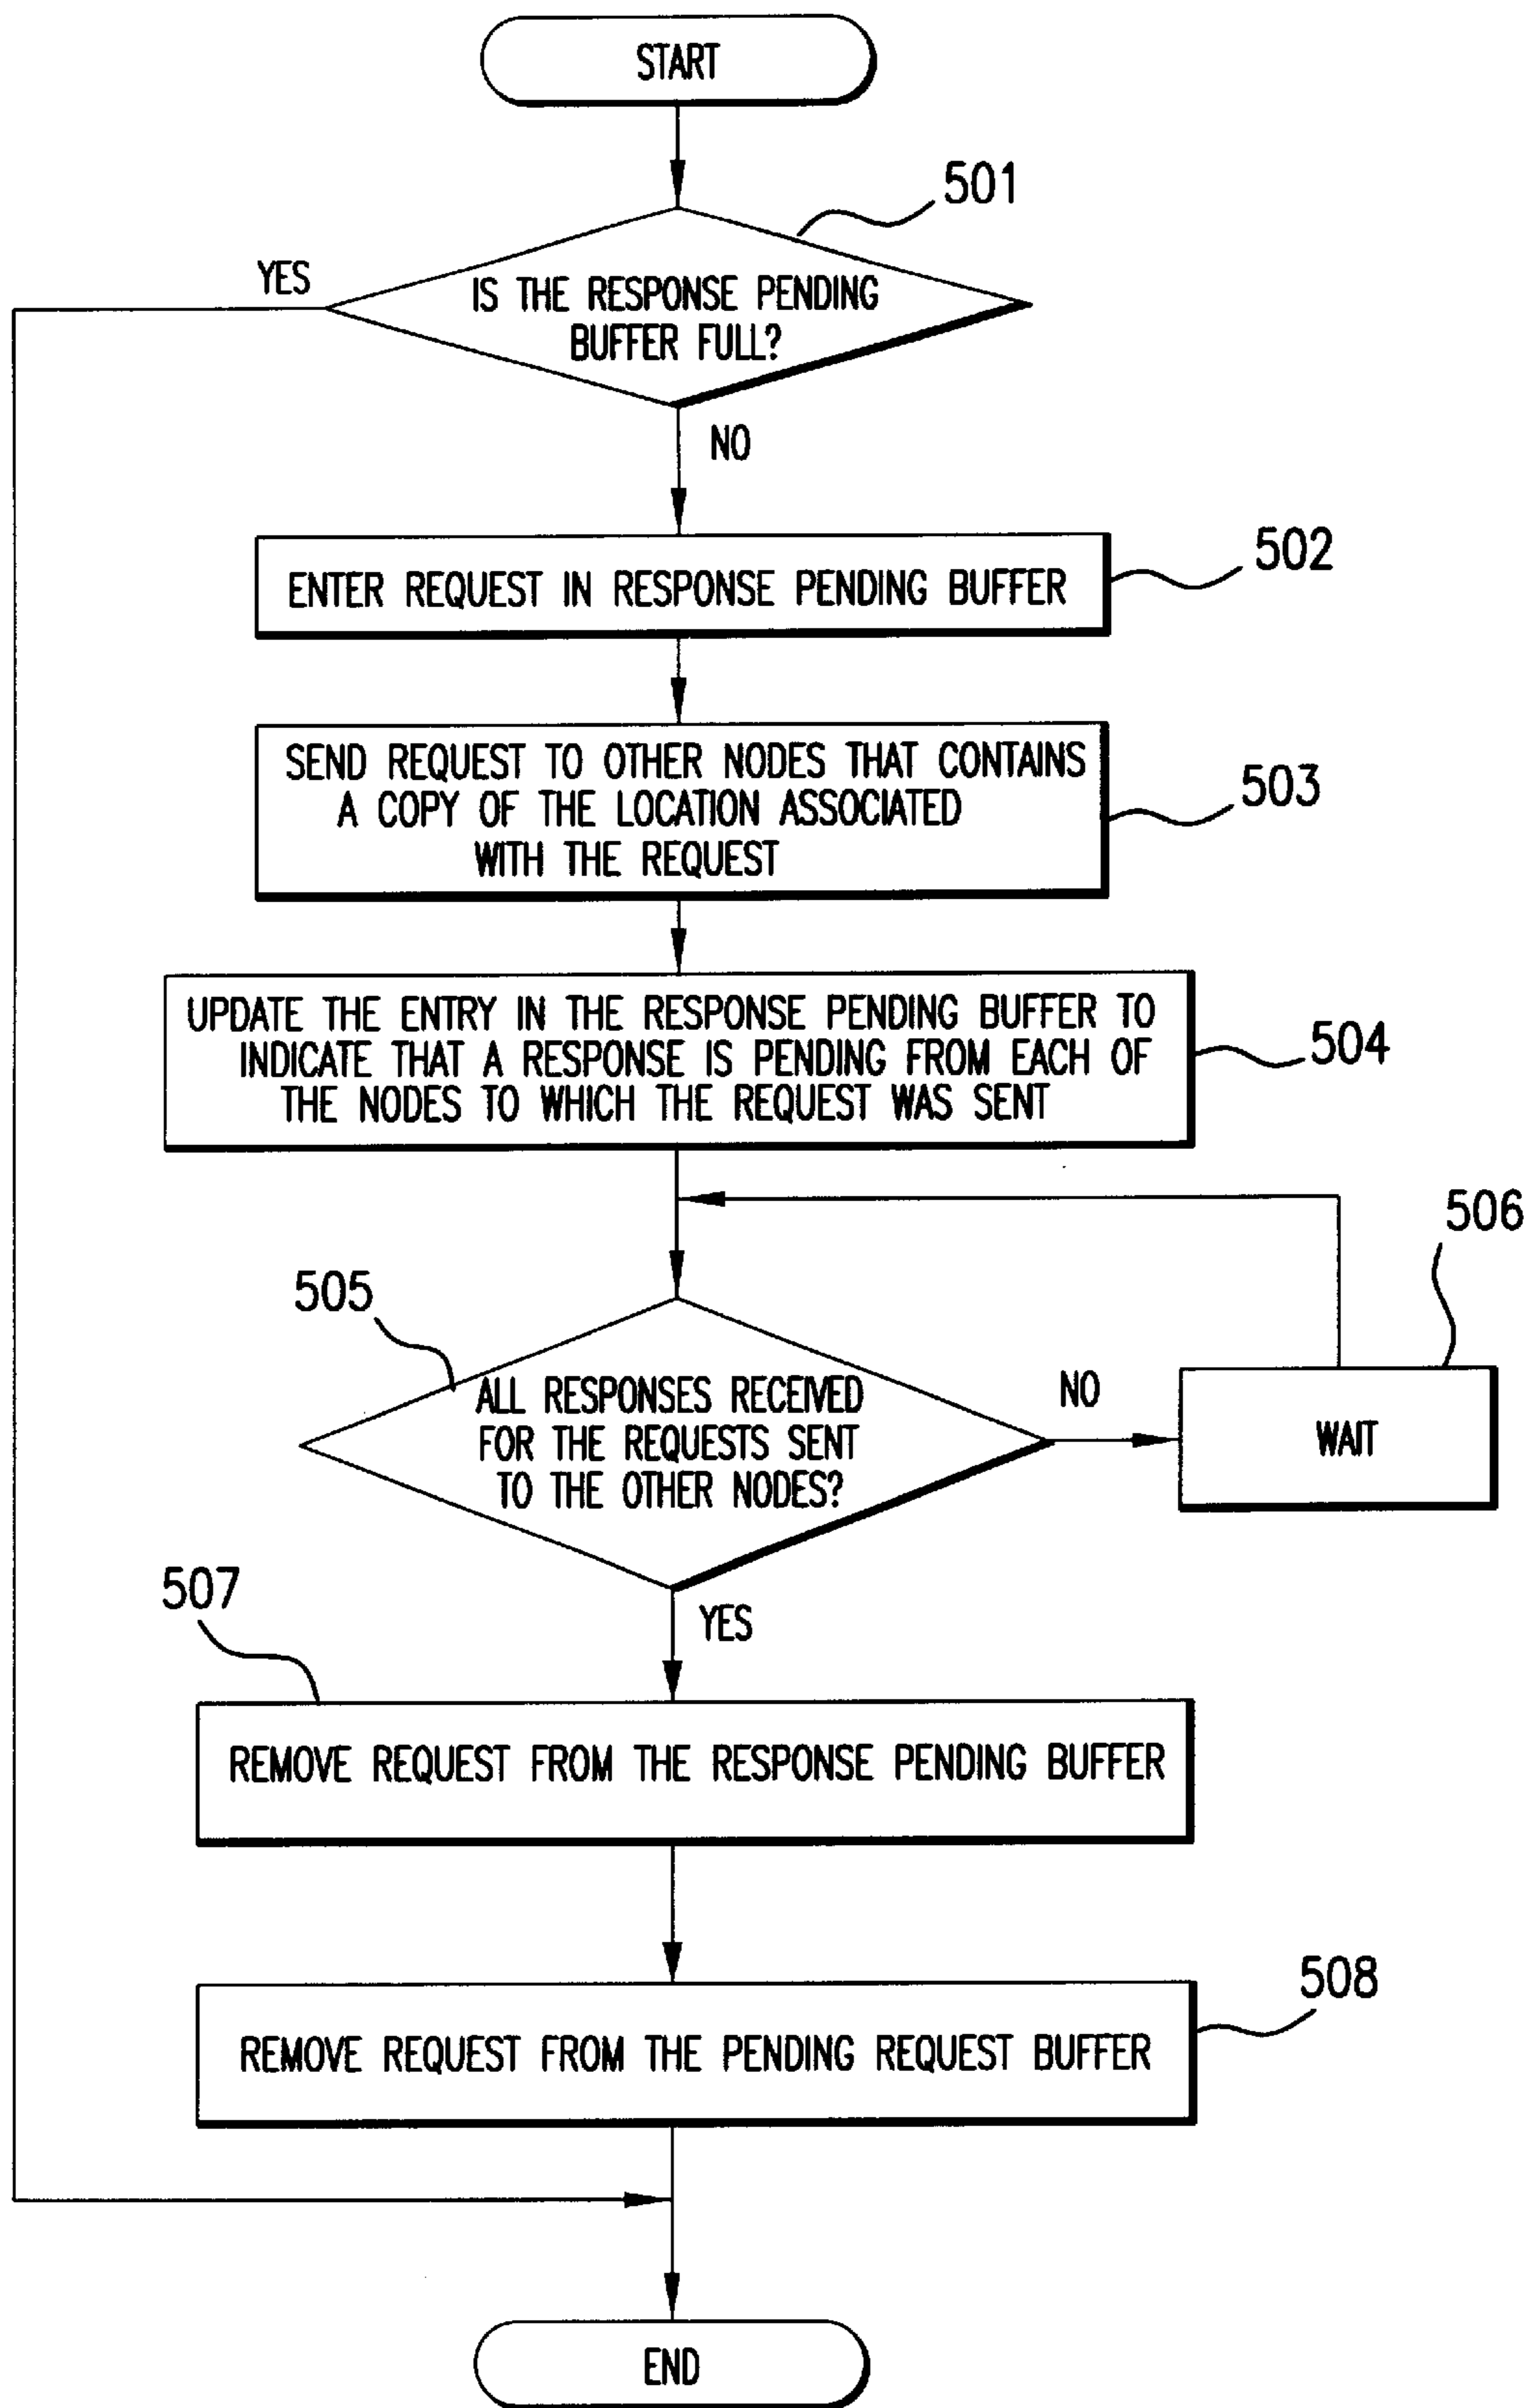 START
501
YES
IS THE RESPONSE PENDING
BUFFER FULL?
NO
502
ENTER REQUEST IN RESPONSE PENDING BUFFER
503
SEND REQUEST TO OTHER NODES THAT CONTAINS
A COPY OF THE LOCATION ASSOCIATED
WITH THE REQUEST
504
UPDATE THE ENTRY IN THE RESPONSE PENDING BUFFER TO
INDICATE THAT A RESPONSE IS PENDING FROM EACH OF
THE NODES TO WHICH THE REQUEST WAS SENT
506
505
ALL RESPONSES RECEIVED
FOR THE REQUESTS SENT
TO THE OTHER NODES?
NO
WAIT
507
YES
REMOVE REQUEST FROM THE RESPONSE PENDING BUFFER
508
REMOVE REQUEST FROM THE PENDING REQUEST BUFFER
END